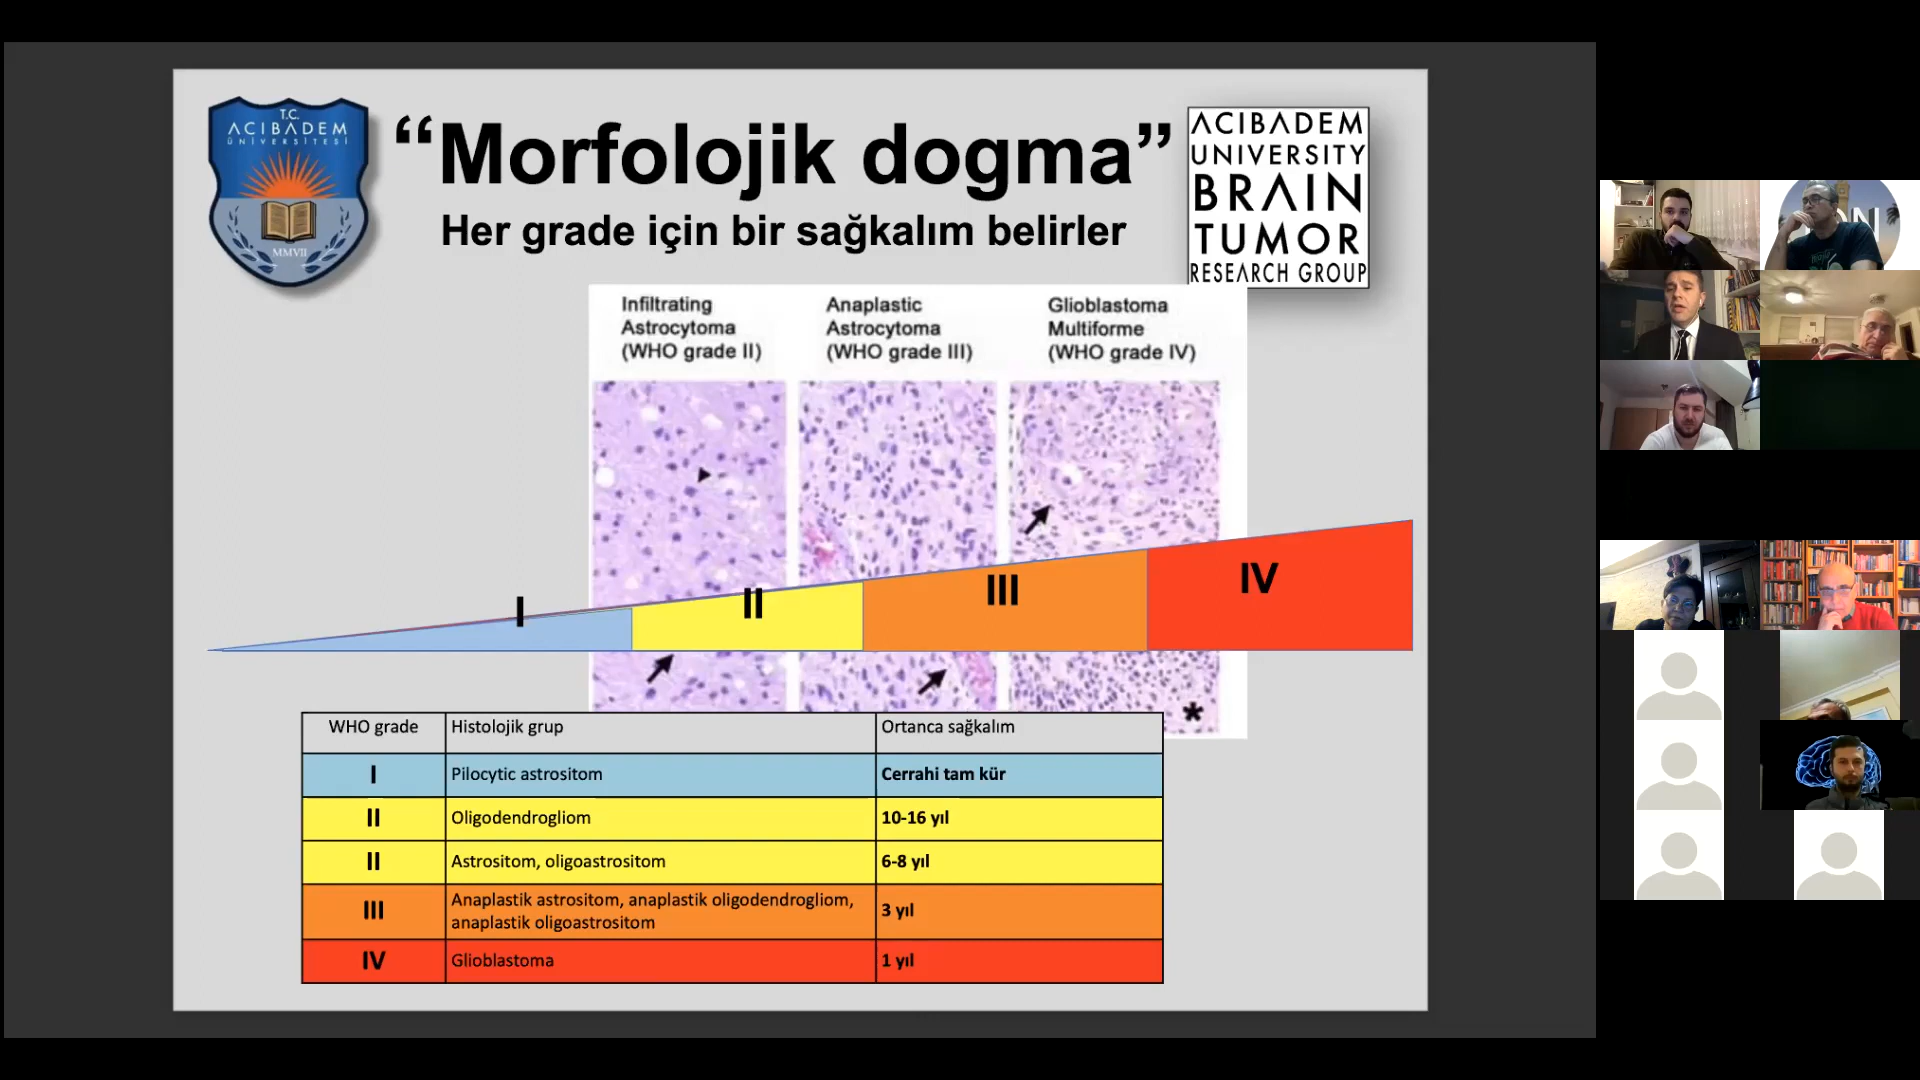 T.C.
ACIBADEM
ÜNİVERSİTESİ
MMVII
“Morfolojik dogma”
Her grade için bir sağkalım belirler
ACIBADEM
UNIVERSITY
BRAIN
TUMOR
RESEARCH GROUP
Infiltrating
Astrocytoma
(WHO grade II)
Anaplastic
Astrocytoma
(WHO grade III)
Glioblastoma
Multiforme
(WHO grade IV)
I
II
III
IV
*
WHO grade Histolojik grup Ortanca sağkalım
I Pilocytic astrositom Cerrahi tam kür
II Oligodendrogliom 10-16 yıl
II Astrositom, oligoastrositom 6-8 yıl
III Anaplastik astrositom, anaplastik oligodendrogliom,
anaplastik oligoastrositom 3 yıl
IV Glioblastoma 1 yıl